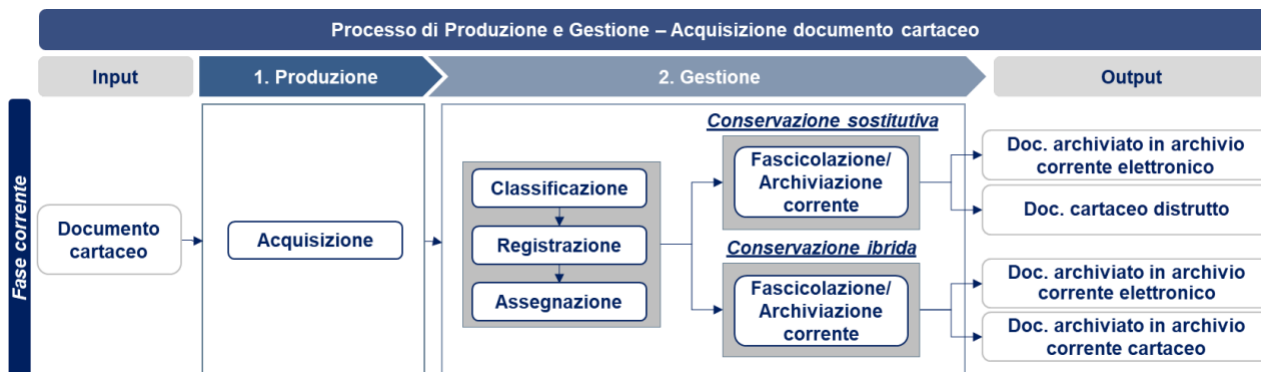 Processo di Produzione e Gestione – Acquisizione documento cartaceo
Input
1. Produzione
2. Gestione
Output
Fase corrente
Documento
cartaceo
Acquisizione
Classificazione
Registrazione
Assegnazione
Conservazione sostitutiva
Fascicolazione/
Archiviazione
corrente
Conservazione ibrida
Fascicolazione/
Archiviazione
corrente
Doc. archiviato in archivio
corrente elettronico
Doc. cartaceo distrutto
Doc. archiviato in archivio
corrente elettronico
Doc. archiviato in archivio
corrente cartaceo